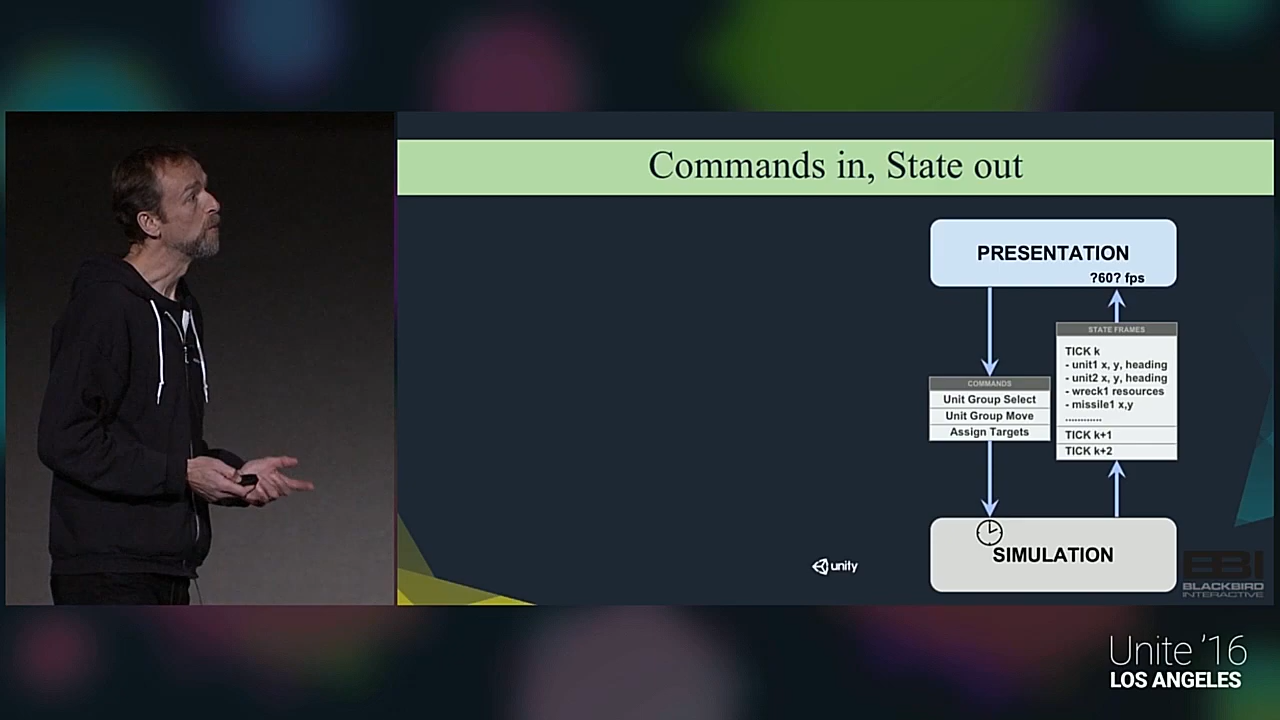 Commands in, State out
PRESENTATION
?60? fps
COMMANDS
Unit Group Select
Unit Group Move
Assign Targets
STATE FRAMES
TICK k
- unit1 x, y, heading
- unit2 x, y, heading
- wreck1 resources
- missile1 x,y
............
TICK k+1
TICK k+2
SIMULATION
unity
BBI
BLACKBIRD
INTERACTIVE
Unite '16
LOS ANGELES